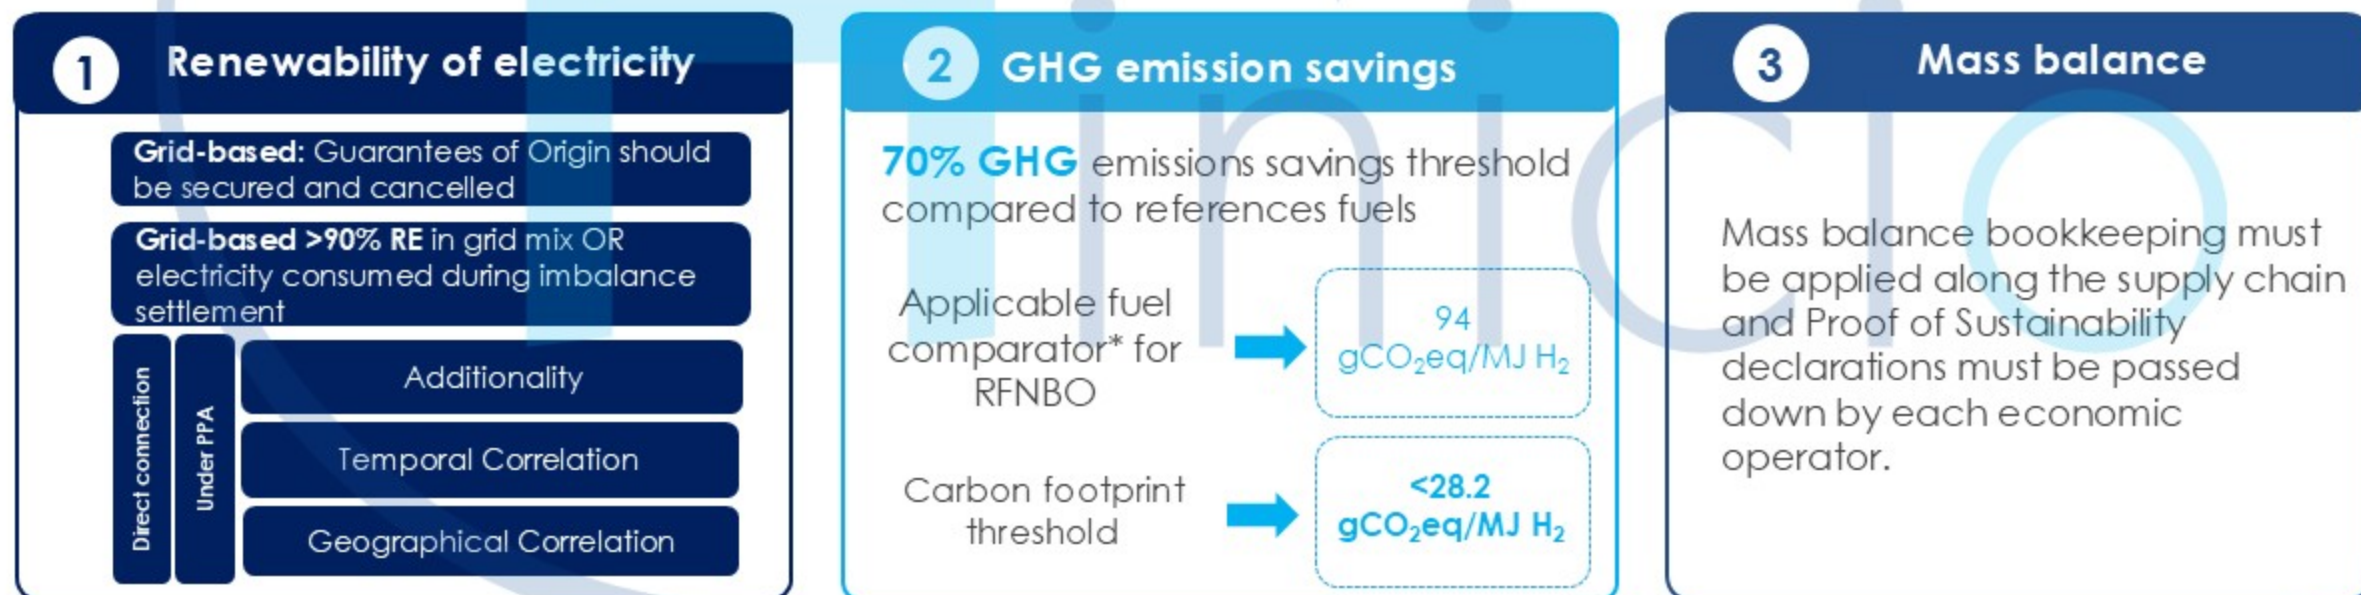 1 Renewability of electricity
Grid-based: Guarantees of Origin should
be secured and cancelled
Grid-based >90% RE in grid mix OR
electricity consumed during imbalance
settlement
Direct connection
Under PPA
Additionality
Temporal Correlation
Geographical Correlation
2 GHG emission savings
70% GHG emissions savings threshold
compared to references fuels
Applicable fuel
comparator* for
RFNBO
94
gCO₂eq/MJ H₂
Carbon footprint
threshold
<28.2
gCO₂eq/MJ H₂
3 Mass balance
Mass balance bookkeeping must
be applied along the supply chain
and Proof of Sustainability
declarations must be passed
down by each economic
operator.
Hinicio